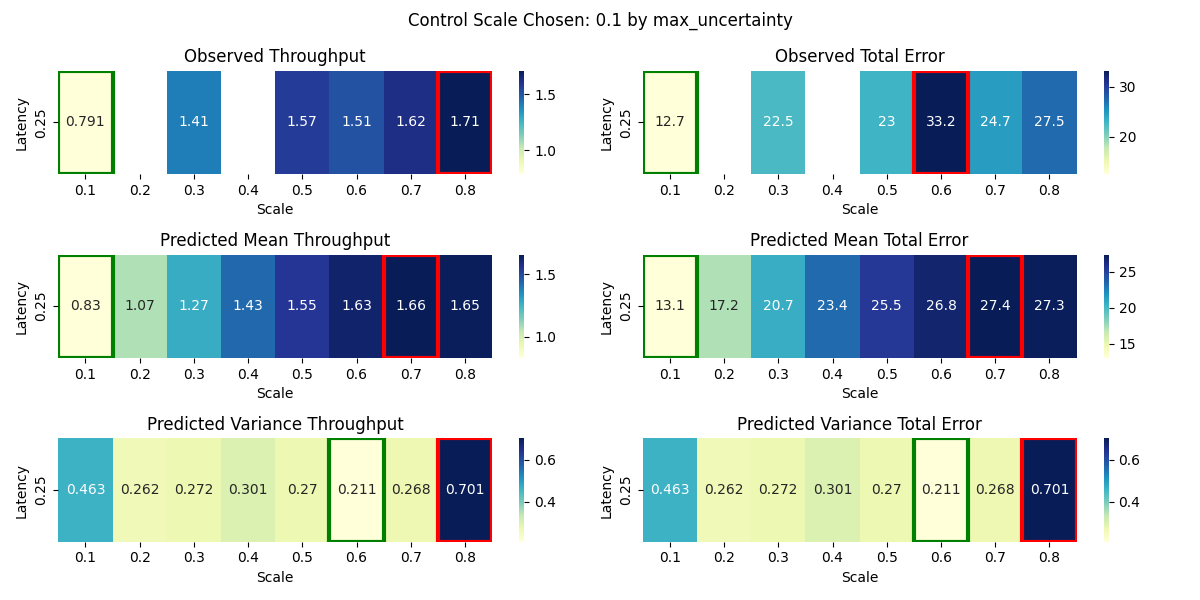 Control Scale Chosen: 0.1 by max_uncertainty
Observed Throughput
Latency
0.25
0.791 1.41 1.57 1.51 1.62 1.71
0.1 0.2 0.3 0.4 0.5 0.6 0.7 0.8
Scale
1.5
1.0
Observed Total Error
Latency
0.25
12.7 22.5 23 33.2 24.7 27.5
0.1 0.2 0.3 0.4 0.5 0.6 0.7 0.8
Scale
30
20
Predicted Mean Throughput
Latency
0.25
0.83 1.07 1.27 1.43 1.55 1.63 1.66 1.65
0.1 0.2 0.3 0.4 0.5 0.6 0.7 0.8
Scale
1.5
1.0
Predicted Mean Total Error
Latency
0.25
13.1 17.2 20.7 23.4 25.5 26.8 27.4 27.3
0.1 0.2 0.3 0.4 0.5 0.6 0.7 0.8
Scale
25
20
15
Predicted Variance Throughput
Latency
0.25
0.463 0.262 0.272 0.301 0.27 0.211 0.268 0.701
0.1 0.2 0.3 0.4 0.5 0.6 0.7 0.8
Scale
0.6
0.4
Predicted Variance Total Error
Latency
0.25
0.463 0.262 0.272 0.301 0.27 0.211 0.268 0.701
0.1 0.2 0.3 0.4 0.5 0.6 0.7 0.8
Scale
0.6
0.4